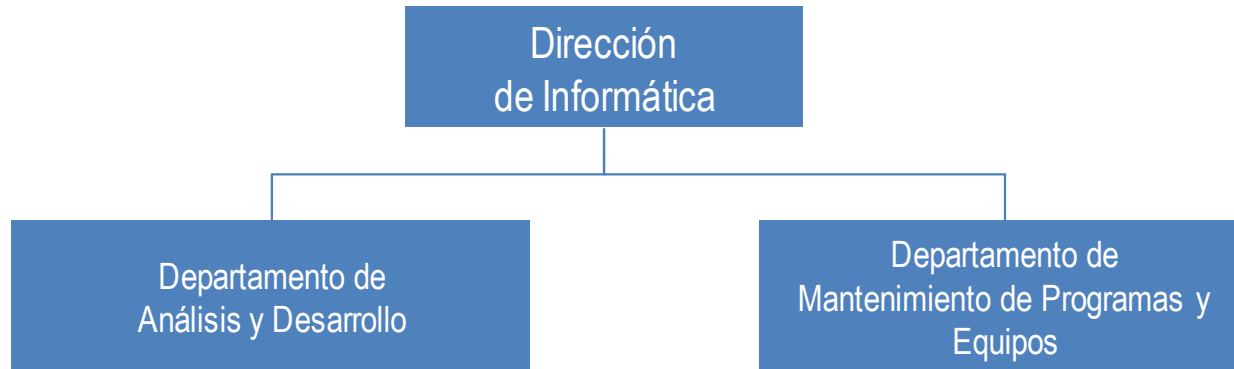 Dirección
de Informática
Departamento de
Análisis y Desarrollo
Departamento de
Mantenimiento de Programas y
Equipos